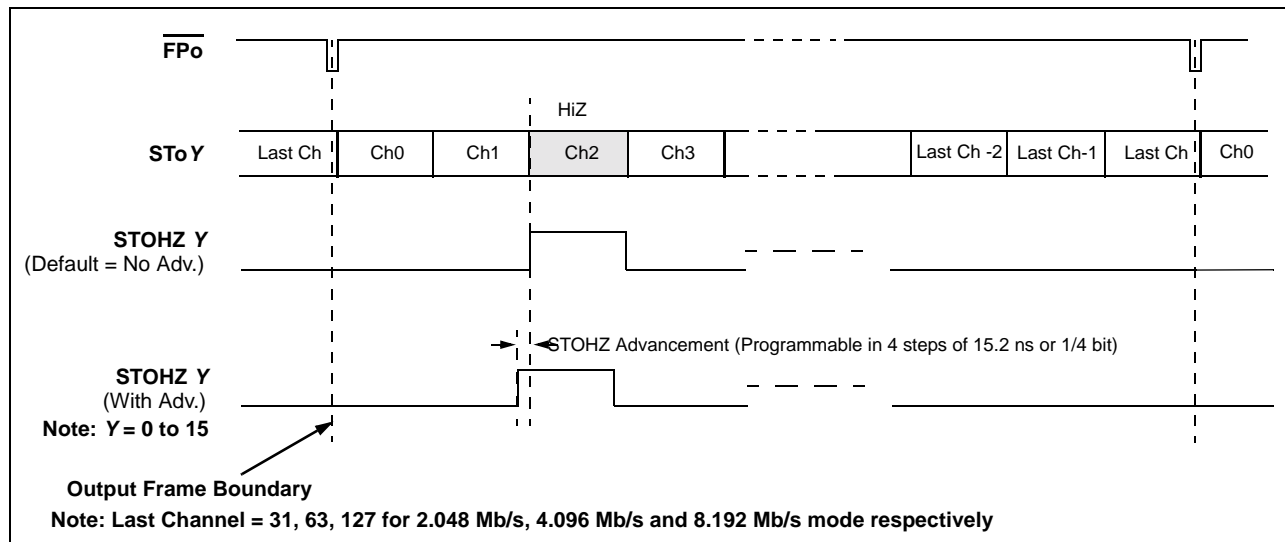 FPo
HiZ
SToY Last Ch Ch0 Ch1 Ch2 Ch3 Last Ch -2 Last Ch-1 Last Ch Ch0
STOHZ Y
(Default = No Adv.)
STOHZ Advancement (Programmable in 4 steps of 15.2 ns or 1/4 bit)
STOHZ Y
(With Adv.)
Note: Y = 0 to 15
Output Frame Boundary
Note: Last Channel = 31, 63, 127 for 2.048 Mb/s, 4.096 Mb/s and 8.192 Mb/s mode respectively